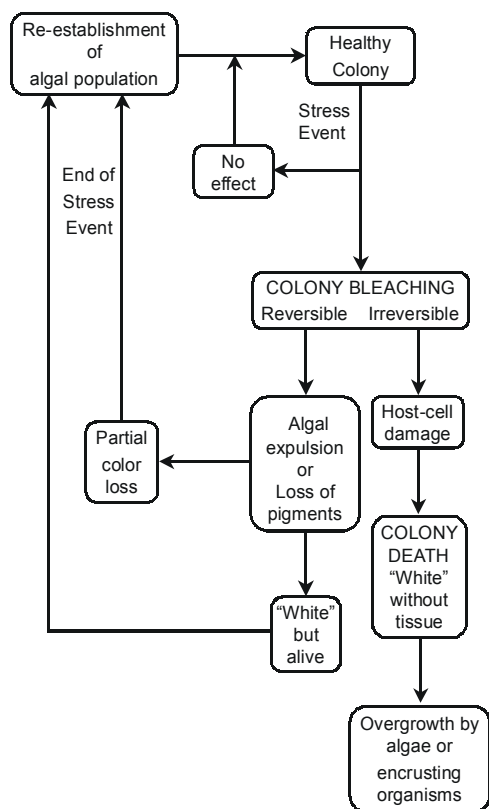 Re-establishment
of
algal population
Healthy
Colony
Stress
Event
No
effect
End of
Stress
Event
COLONY BLEACHING
Reversible Irreversible
Algal
expulsion
or
Loss of
pigments
Host-cell
damage
Partial
color
loss
COLONY
DEATH
“White”
without
tissue
“White”
but
alive
Overgrowth by
algae or
encrusting
organisms